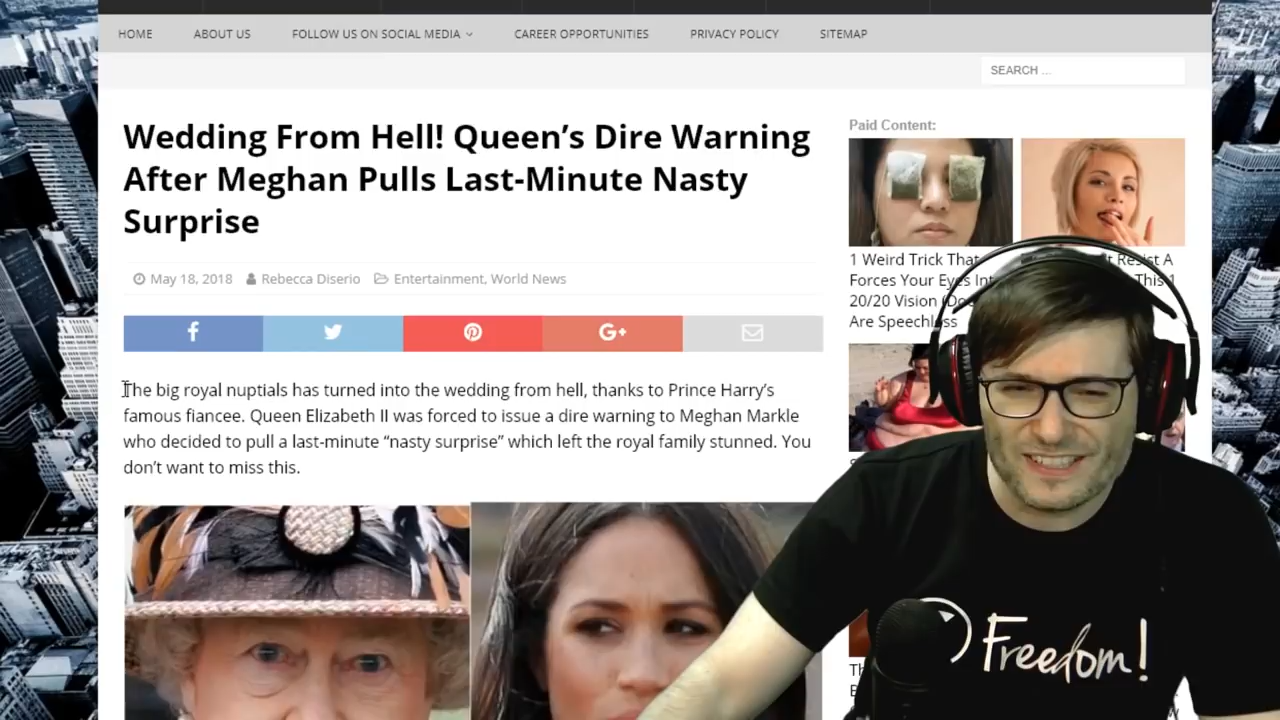 HOME ABOUT US FOLLOW US ON SOCIAL MEDIA CAREER OPPORTUNITIES PRIVACY POLICY SITEMAP
SEARCH ...
Wedding From Hell! Queen’s Dire Warning
After Meghan Pulls Last-Minute Nasty
Surprise
May 18, 2018 Rebecca Diserio Entertainment, World News
The big royal nuptials has turned into the wedding from hell, thanks to Prince Harry’s
famous fiancee. Queen Elizabeth II was forced to issue a dire warning to Meghan Markle
who decided to pull a last-minute “nasty surprise” which left the royal family stunned. You
don’t want to miss this.
Paid Content:
1 Weird Trick That
Forces Your Eyes
20/20 Vision
Are Speechless
Resist A
This 1
Freedom!